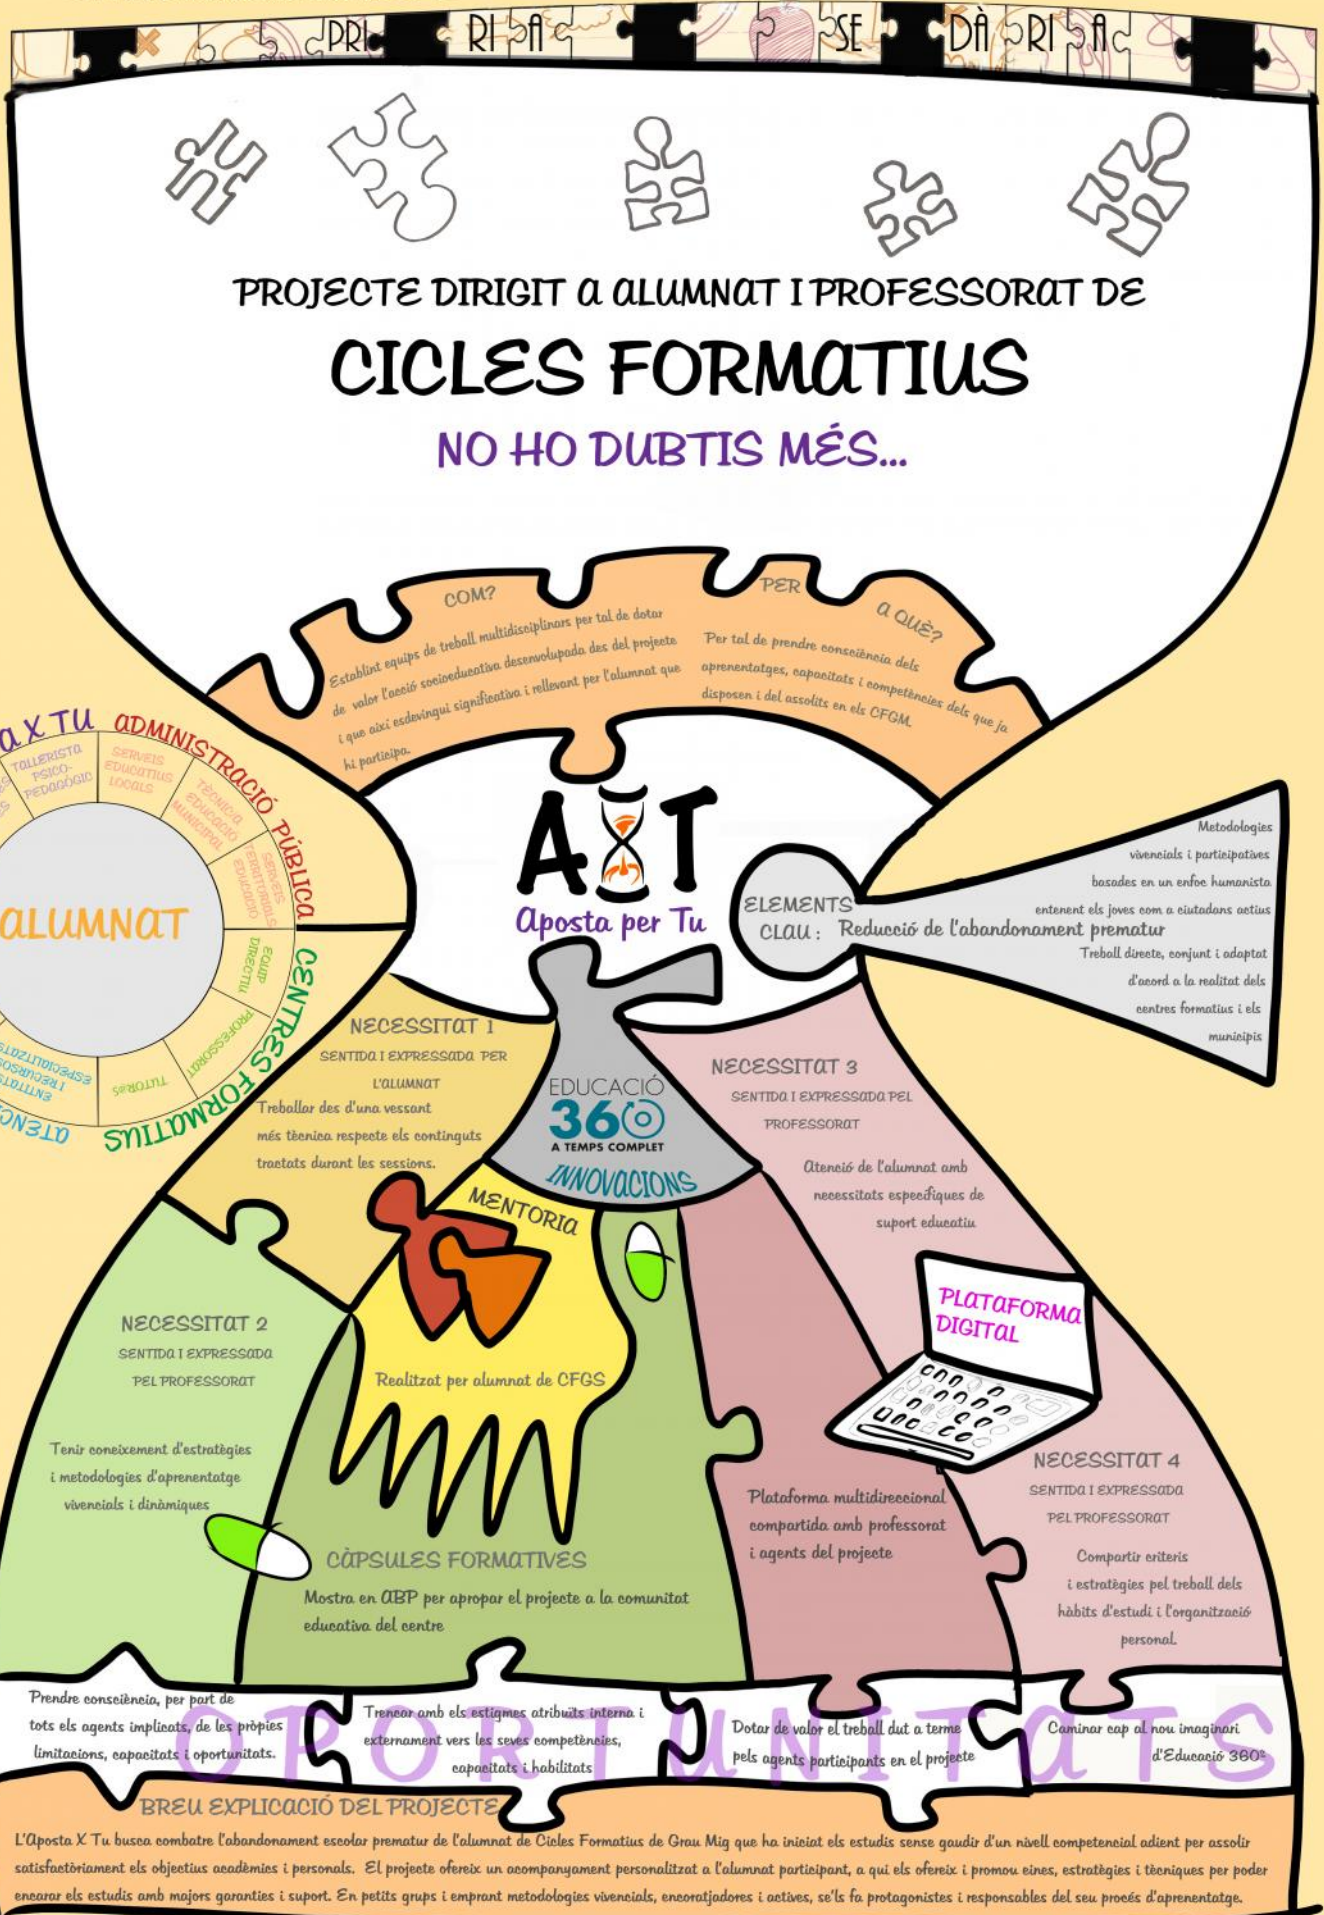 PRI RI A SE DÀ RI A
PROJECTE DIRIGIT A ALUMNAT I PROFESSORAT DE
CICLES FORMATIUS
NO HO DUBTIS MÉS...
COM?
Establint equips de treball multidisciplinars per tal de dotar
de valor l'acció socioeducativa desenvolupada des del projecte
i que així esdevingui significativa i rellevant per l'alumnat que
hi participa.
PER
A QUÈ?
Per tal de prendre consciència dels
aprenentatges, capacitats i competències dels que ja
disposen i del assolits en els CFGM.
A X TU
TALLERISTA
PSICO-
PEDAGÒGIC
ADMINISTRACIÓ PÚBLICA
SERVEIS
EDUCATIUS
LOCALS
TÈCNIC/A
EDUCACIÓ
MUNICIPAL
SERVEIS
TERRITORIALS
EDUCACIÓ
ALUMNAT
CENTRES FORMATIUS
EQUIP
DIRECTIU
PROFESSORAT
TUTOR@S
ATENCIÓ
ENTITATS
I RECURSOS
ESPECIALITZATS
AXT
Aposta per Tu
ELEMENTS
CLAU :
Reducció de l'abandonament prematur
Metodologies
vivencials i participatives
basades en un enfoc humanista
entenent els joves com a ciutadans actius
Treball directe, conjunt i adaptat
d'acord a la realitat dels
centres formatius i els
municipis
NECESSITAT 1
SENTIDA I EXPRESSADA PER
L'ALUMNAT
Treballar des d'una vessant
més tècnica respecte els continguts
tractats durant les sessions.
EDUCACIÓ
360
A TEMPS COMPLET
INNOVACIONS
NECESSITAT 3
SENTIDA I EXPRESSADA PEL
PROFESSORAT
Atenció de l'alumnat amb
necessitats específiques de
suport educatiu
MENTORIA
Realitzat per alumnat de CFGS
NECESSITAT 2
SENTIDA I EXPRESSADA
PEL PROFESSORAT
Tenir coneixement d'estratègies
i metodologies d'aprenentatge
vivencials i dinàmiques
PLATAFORMA
DIGITAL
Plataforma multidireccional
compartida amb professorat
i agents del projecte
NECESSITAT 4
SENTIDA I EXPRESSADA
PEL PROFESSORAT
Compartir criteris
i estratègies pel treball dels
hàbits d'estudi i l'organització
personal.
CÀPSULES FORMATIVES
Mostra en ABP per apropar el projecte a la comunitat
educativa del centre
OPORTUNITATS
Prendre consciència, per part de
tots els agents implicats, de les pròpies
limitacions, capacitats i oportunitats.
Trencar amb els estigmes atribuïts interna i
externament vers les seves competències,
capacitats i habilitats
Dotar de valor el treball dut a terme
pels agents participants en el projecte
Caminar cap al nou imaginari
d'Educació 360º
BREU EXPLICACIÓ DEL PROJECTE
L'Aposta X Tu busca combatre l'abandonament escolar prematur de l'alumnat de Cicles Formatius de Grau Mig que ha iniciat els estudis sense gaudir d'un nivell competencial adient per assolir
satisfactòriament els objectius acadèmics i personals. El projecte ofereix un acompanyament personalitzat a l'alumnat participant, a qui els ofereix i promou eines, estratègies i tècniques per poder
encarar els estudis amb majors garanties i suport. En petits grups i emprant metodologies vivencials, encoratjadores i actives, se'ls fa protagonistes i responsables del seu procés d'aprenentatge.